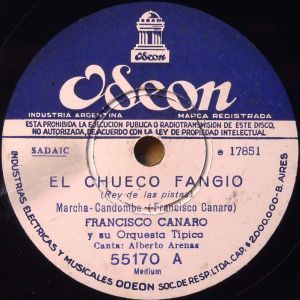 Odeon
Odeon
INDUSTRIA ARGENTINA MARCA REGISTRADA
ESTA PROHIBIDA LA EJECUCION PUBLICA O RADIOTRANSMISION DE ESTE DISCO,
NO AUTORIZADA, DE ACUERDO CON LA LEY DE PROPIEDAD INTELECTUAL
SADAIC e 17851
EL CHUECO FANGIO
(Rey de las pistas)
Marcha-Candombe - (Francisco Canaro)
FRANCISCO CANARO
y su Orquesta Típica
Canta: Alberto Arenas
55170 A
Medium
INDUSTRIAS ELECTRICAS Y MUSICALES ODEON SOC. DE RESP. LTDA. CAP. $ 2.000.000-B.AIRES